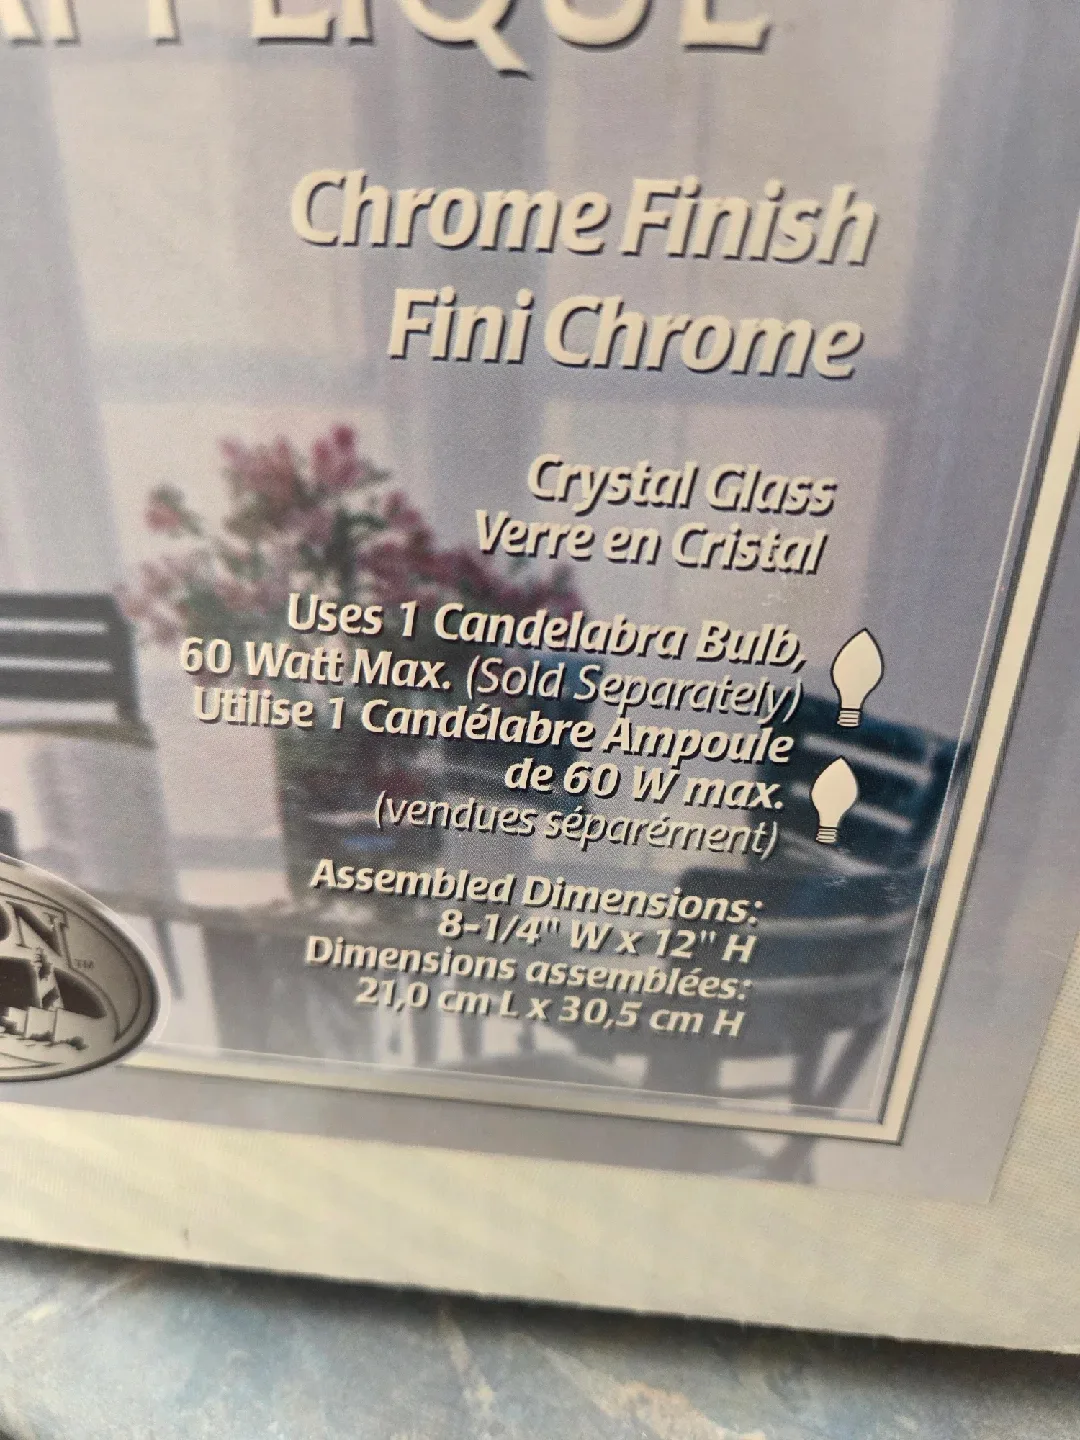 APPLIQUE
Chrome Finish
Fini Chrome
Crystal Glass
Verre en Cristal
Uses 1 Candelabra Bulb,
60 Watt Max. (Sold Separately)
Utilise 1 Candélabre Ampoule
de 60 W max.
(vendues séparément)
Assembled Dimensions:
8-1/4" W x 12" H
Dimensions assemblées:
21,0 cm L x 30,5 cm H
TM